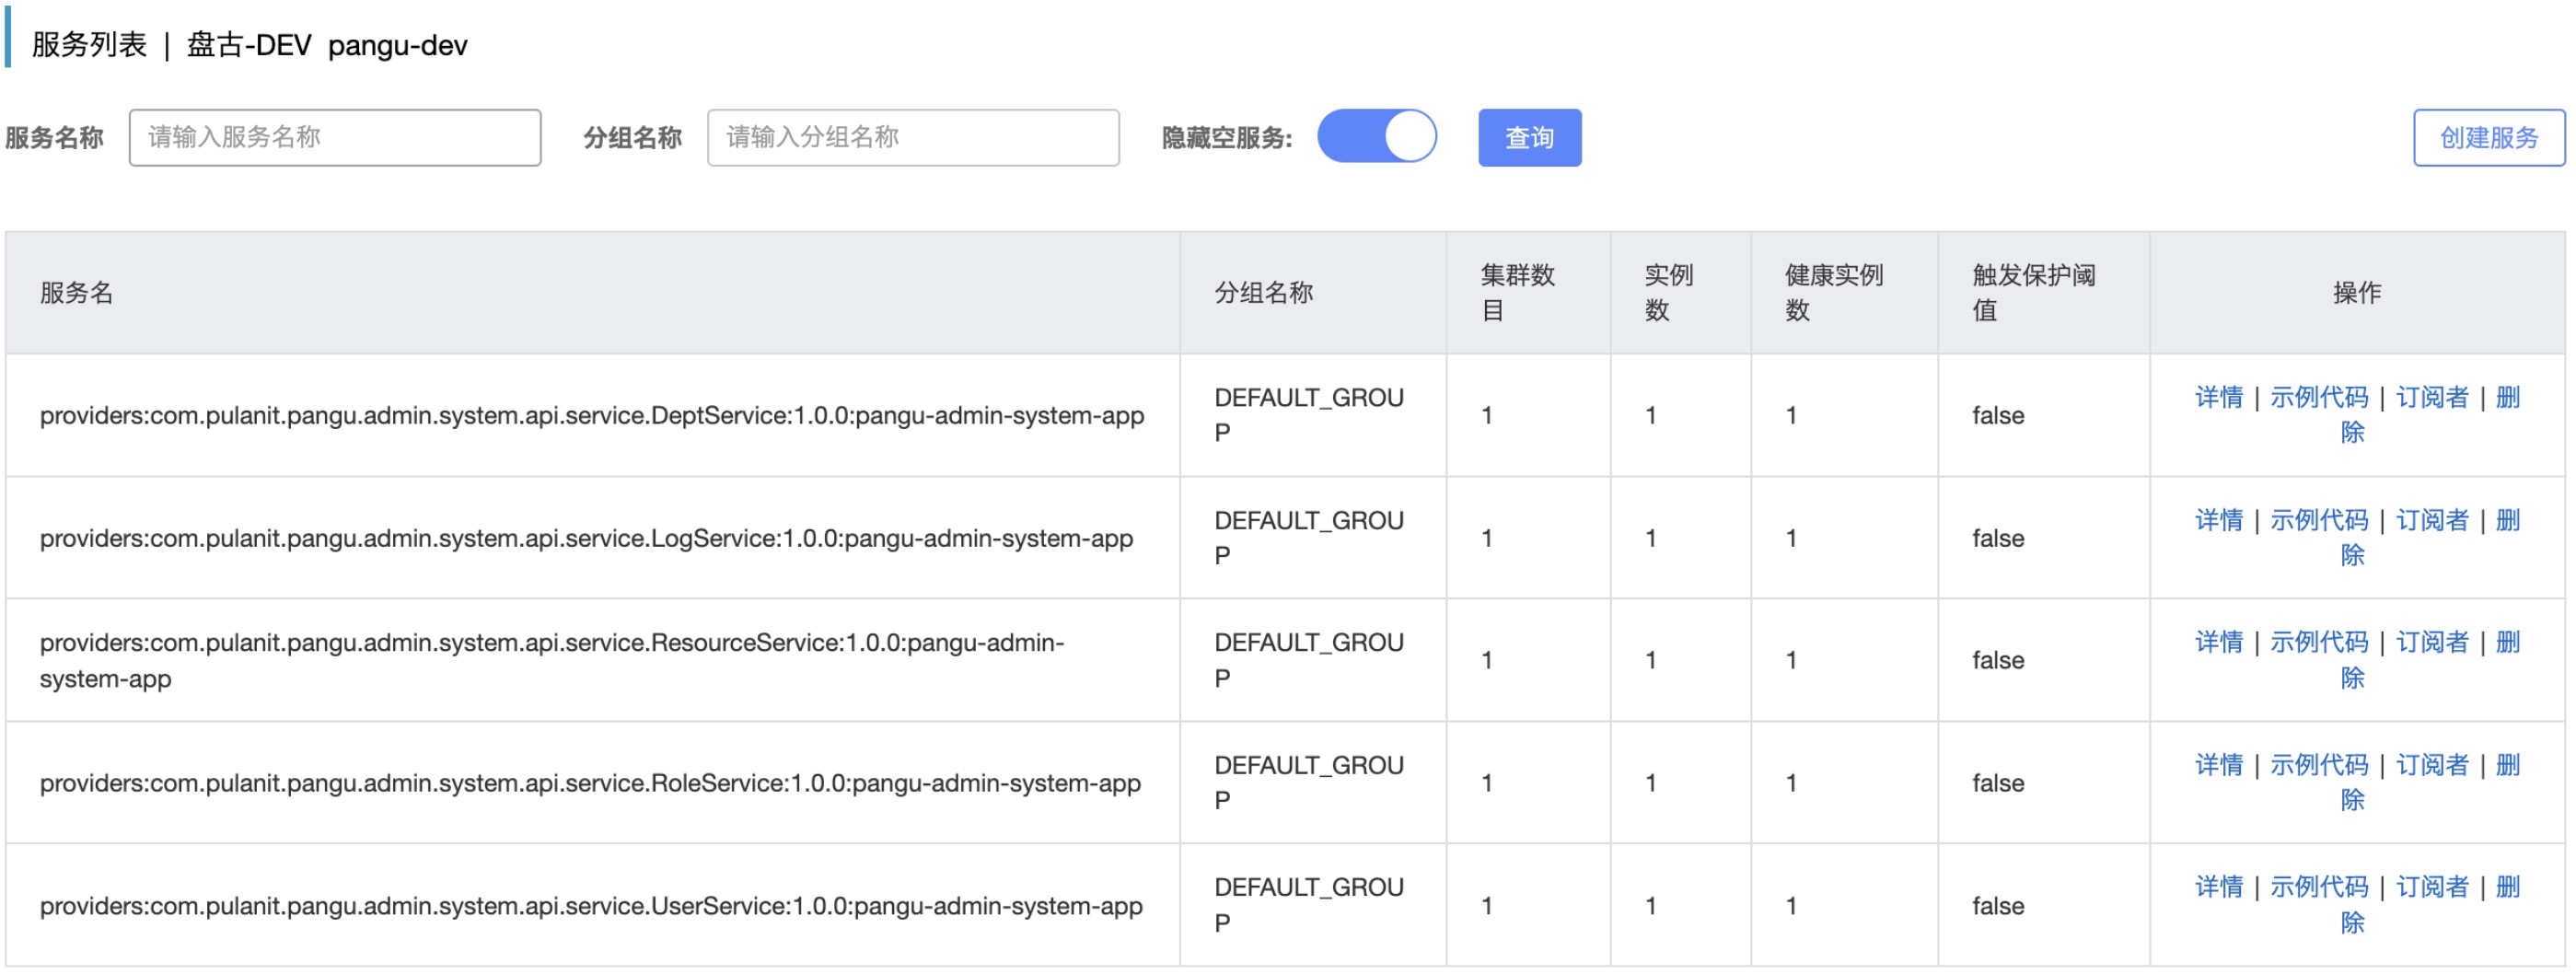 服务列表 | 盘古-DEV pangu-dev
服务名称 请输入服务名称 分组名称 请输入分组名称 隐藏空服务: 查询 创建服务
服务名 分组名称 集群数目 实例数 健康实例数 触发保护阈值 操作
providers:com.pulanit.pangu.admin.system.api.service.DeptService:1.0.0:pangu-admin-system-app DEFAULT_GROUP 1 1 1 false 详情 | 示例代码 | 订阅者 | 删除
providers:com.pulanit.pangu.admin.system.api.service.LogService:1.0.0:pangu-admin-system-app DEFAULT_GROUP 1 1 1 false 详情 | 示例代码 | 订阅者 | 删除
providers:com.pulanit.pangu.admin.system.api.service.ResourceService:1.0.0:pangu-admin-system-app DEFAULT_GROUP 1 1 1 false 详情 | 示例代码 | 订阅者 | 删除
providers:com.pulanit.pangu.admin.system.api.service.RoleService:1.0.0:pangu-admin-system-app DEFAULT_GROUP 1 1 1 false 详情 | 示例代码 | 订阅者 | 删除
providers:com.pulanit.pangu.admin.system.api.service.UserService:1.0.0:pangu-admin-system-app DEFAULT_GROUP 1 1 1 false 详情 | 示例代码 | 订阅者 | 删除